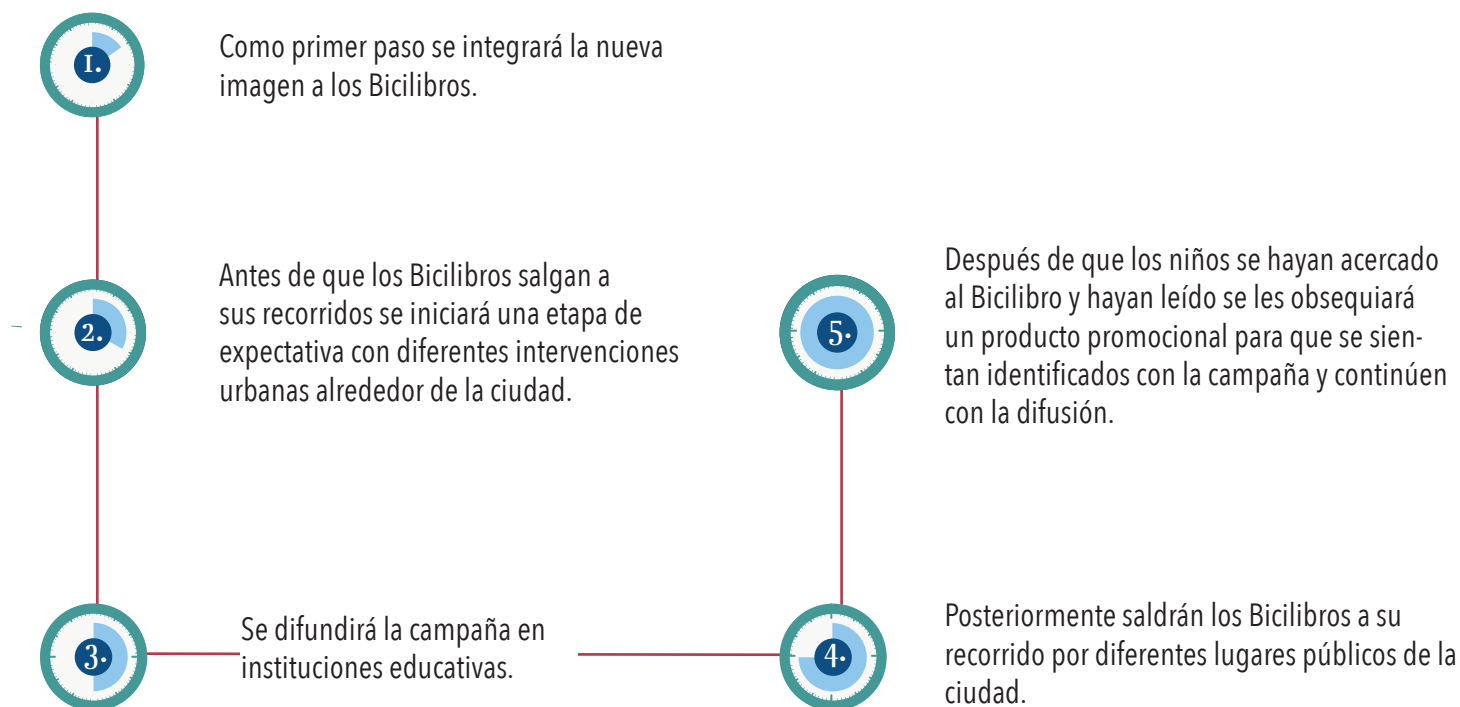 1.
Como primer paso se integrará la nueva
imagen a los Bicilibros.
2.
Antes de que los Bicilibros salgan a
sus recorridos se iniciará una etapa de
expectativa con diferentes intervenciones
urbanas alrededor de la ciudad.
3.
Se difundirá la campaña en
instituciones educativas.
4.
Posteriormente saldrán los Bicilibros a su
recorrido por diferentes lugares públicos de la
ciudad.
5.
Después de que los niños se hayan acercado
al Bicilibro y hayan leído se les obsequiará
un producto promocional para que se sien-
tan identificados con la campaña y continúen
con la difusión.